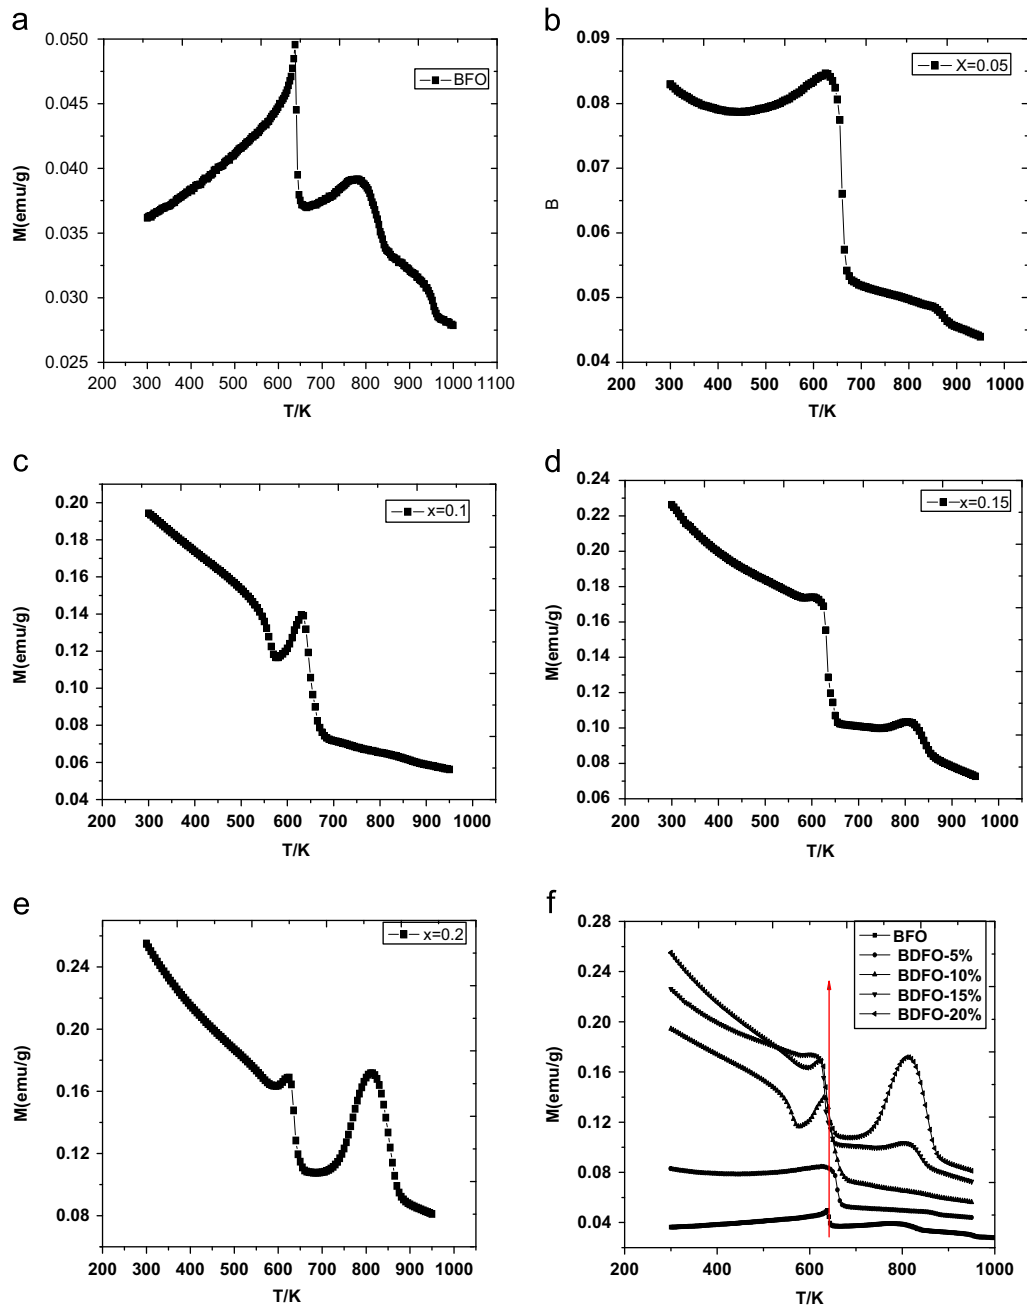 a
0.050
0.045
0.040
0.035
0.030
0.025
M(emu/g)
BFO
200 300 400 500 600 700 800 900 1000 1100
T/K
b
0.09
0.08
0.07
0.06
0.05
0.04
B
X=0.05
200 300 400 500 600 700 800 900 1000
T/K
c
0.20
0.18
0.16
0.14
0.12
0.10
0.08
0.06
0.04
M(emu/g)
x=0.1
200 300 400 500 600 700 800 900 1000
T/K
d
0.24
0.22
0.20
0.18
0.16
0.14
0.12
0.10
0.08
0.06
M(emu/g)
x=0.15
200 300 400 500 600 700 800 900 1000
T/K
e
0.24
0.20
0.16
0.12
0.08
M(emu/g)
x=0.2
200 300 400 500 600 700 800 900 1000
T/K
f
0.28
0.24
0.20
0.16
0.12
0.08
0.04
M(emu/g)
BFO
BDFO-5%
BDFO-10%
BDFO-15%
BDFO-20%
200 400 600 800 1000
T/K